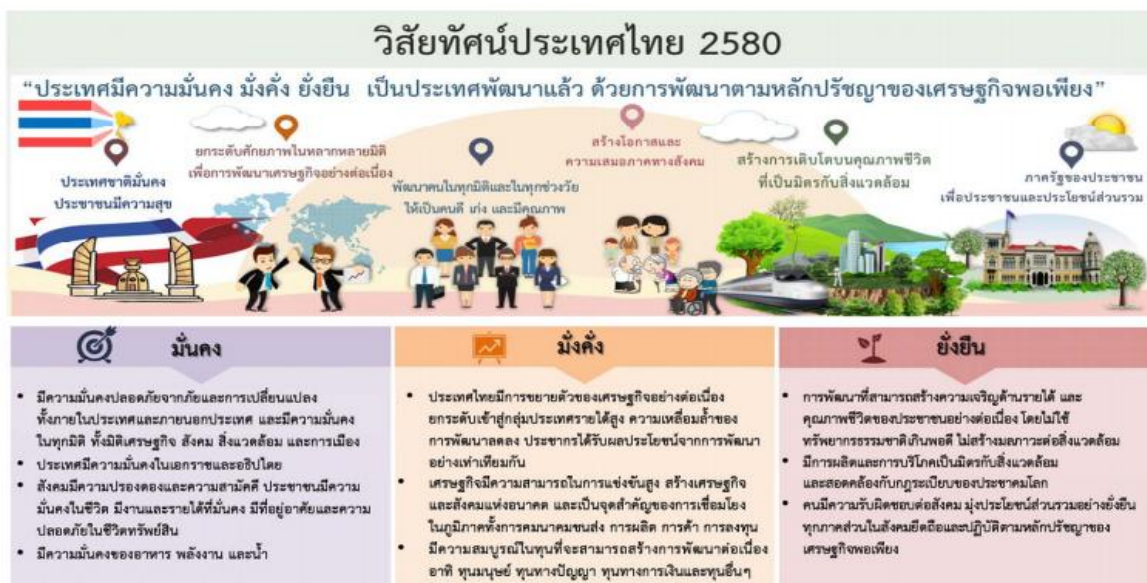 วิสัยทัศน์ประเทศไทย 2580
“ประเทศมีความมั่นคง มั่งคั่ง ยั่งยืน เป็นประเทศพัฒนาแล้ว ด้วยการพัฒนาตามหลักปรัชญาของเศรษฐกิจพอเพียง”
ประเทศชาติมั่นคง
ประชาชนมีความสุข
ยกระดับศักยภาพในหลากหลายมิติ
เพื่อการพัฒนาเศรษฐกิจอย่างต่อเนื่อง
พัฒนาคนในทุกมิติและในทุกช่วงวัย
ให้เป็นคนดี เก่ง และมีคุณภาพ
สร้างโอกาสและ
ความเสมอภาคทางสังคม
สร้างการเติบโตบนคุณภาพชีวิต
ที่เป็นมิตรกับสิ่งแวดล้อม
ภาครัฐของประชาชน
เพื่อประชาชนและประโยชน์ส่วนรวม
มั่นคง
• มีความมั่นคงปลอดภัยจากภัยและการเปลี่ยนแปลง
ทั้งภายในประเทศและภายนอกประเทศ และมีความมั่นคง
ในทุกมิติ ทั้งมิติเศรษฐกิจ สังคม สิ่งแวดล้อม และการเมือง
• ประเทศมีความมั่นคงในเอกราชและอธิปไตย
• สังคมมีความปรองดองและความสามัคคี ประชาชนมีความ
มั่นคงในชีวิต มีงานและรายได้ที่มั่นคง มีที่อยู่อาศัยและความ
ปลอดภัยในชีวิตทรัพย์สิน
• มีความมั่นคงของอาหาร พลังงาน และน้ำ
มั่งคั่ง
• ประเทศไทยมีการขยายตัวของเศรษฐกิจอย่างต่อเนื่อง
ยกระดับเข้าสู่กลุ่มประเทศรายได้สูง ความเหลื่อมล้ำของ
การพัฒนาลดลง ประชากรได้รับผลประโยชน์จากการพัฒนา
อย่างเท่าเทียมกัน
• เศรษฐกิจมีความสามารถในการแข่งขันสูง สร้างเศรษฐกิจ
และสังคมแห่งอนาคต และเป็นจุดสำคัญของการเชื่อมโยง
ในภูมิภาคทั้งการคมนาคมขนส่ง การผลิต การค้า การลงทุน
• มีความสมบูรณ์ในทุนที่จะสามารถสร้างการพัฒนาต่อเนื่อง
อาทิ ทุนมนุษย์ ทุนทางปัญญา ทุนทางการเงินและทุนอื่นๆ
ยั่งยืน
• การพัฒนาที่สามารถสร้างความเจริญด้านรายได้ และ
คุณภาพชีวิตของประชาชนอย่างต่อเนื่อง โดยไม่ใช้
ทรัพยากรธรรมชาติเกินพอดี ไม่สร้างมลภาวะต่อสิ่งแวดล้อม
• มีการผลิตและการบริโภคเป็นมิตรกับสิ่งแวดล้อม
และสอดคล้องกับกฎระเบียบของประชาคมโลก
• คนมีความรับผิดชอบต่อสังคม มุ่งประโยชน์ส่วนรวมอย่างยั่งยืน
ทุกภาคส่วนในสังคมยึดถือและปฏิบัติตามหลักปรัชญาของ
เศรษฐกิจพอเพียง